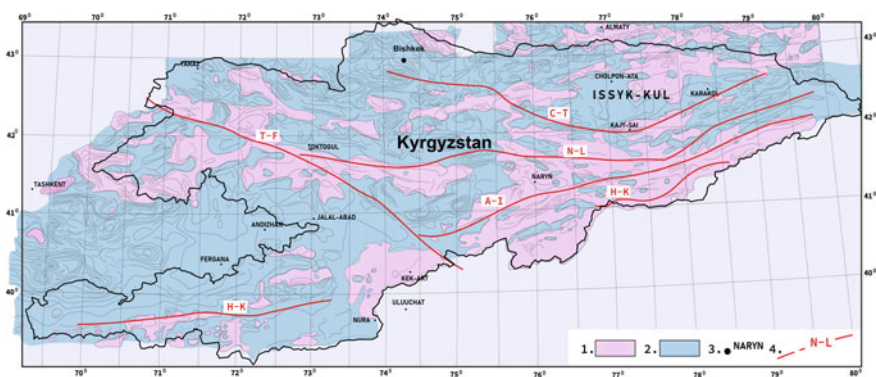 69° 70° 71° 72° 73° 74° 75° 76° 77° 78° 79° 80°
43°
42°
41°
40°
43°
42°
41°
40°
ALMATY
Bishkek
TARAZ
CHOLPON-ATA
ISSYK-KUL
KARAKOL
C-T
KAJY-SAI
T-F
Kyrgyzstan
TOKTOGUL
N-L
NARYN
TASHKENT
H-K
A-I
JALAL-ABAD
ANDIZHAN
FERGANA
KEK-ART
H-K
ULUUCHAT
NURA
1. 2. 3. NARYN 4. N-L
70° 71° 72° 73° 74° 75° 76° 77° 78° 79° 80°